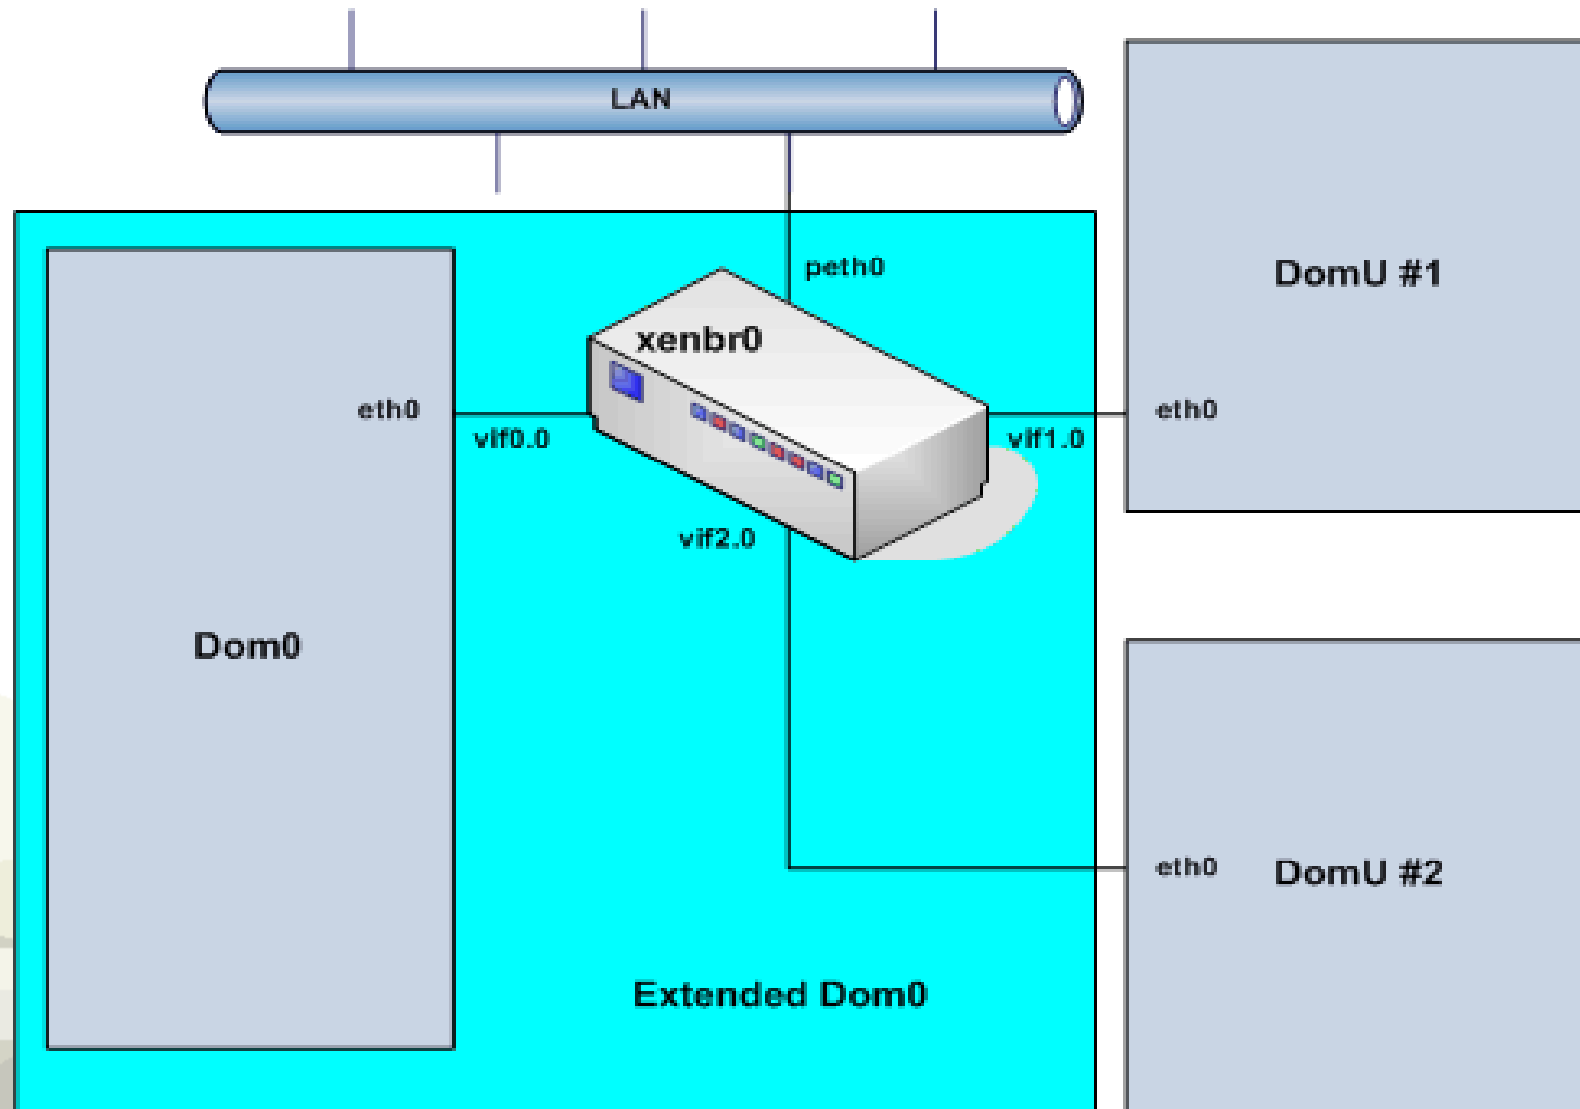 LAN
peth0
DomU #1
xenbr0
eth0
vif0.0
vif1.0
eth0
vif2.0
Dom0
eth0
DomU #2
Extended Dom0